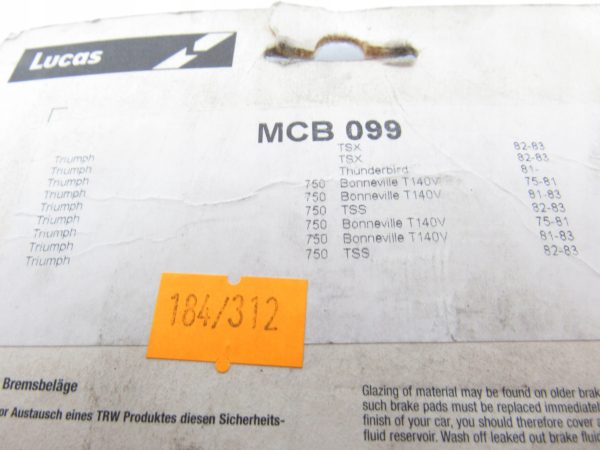 Lucas
MCB 099
Triumph TSX 82-83
Triumph TSX 82-83
Triumph Thunderbird 81-
Triumph 750 Bonneville T140V 75-81
Triumph 750 Bonneville T140V 81-83
Triumph 750 TSS 82-83
Triumph 750 Bonneville T140V 75-81
Triumph 750 Bonneville T140V 81-83
Triumph 750 TSS 82-83
184/312
Bremsbeläge
or Austausch eines TRW Produktes diesen Sicherheits-
Glazing of material may be found on older brak
such brake pads must be replaced immediatel
finish of your car, you should therefore cover a
fluid reservoir. Wash off leaked out brake fluid